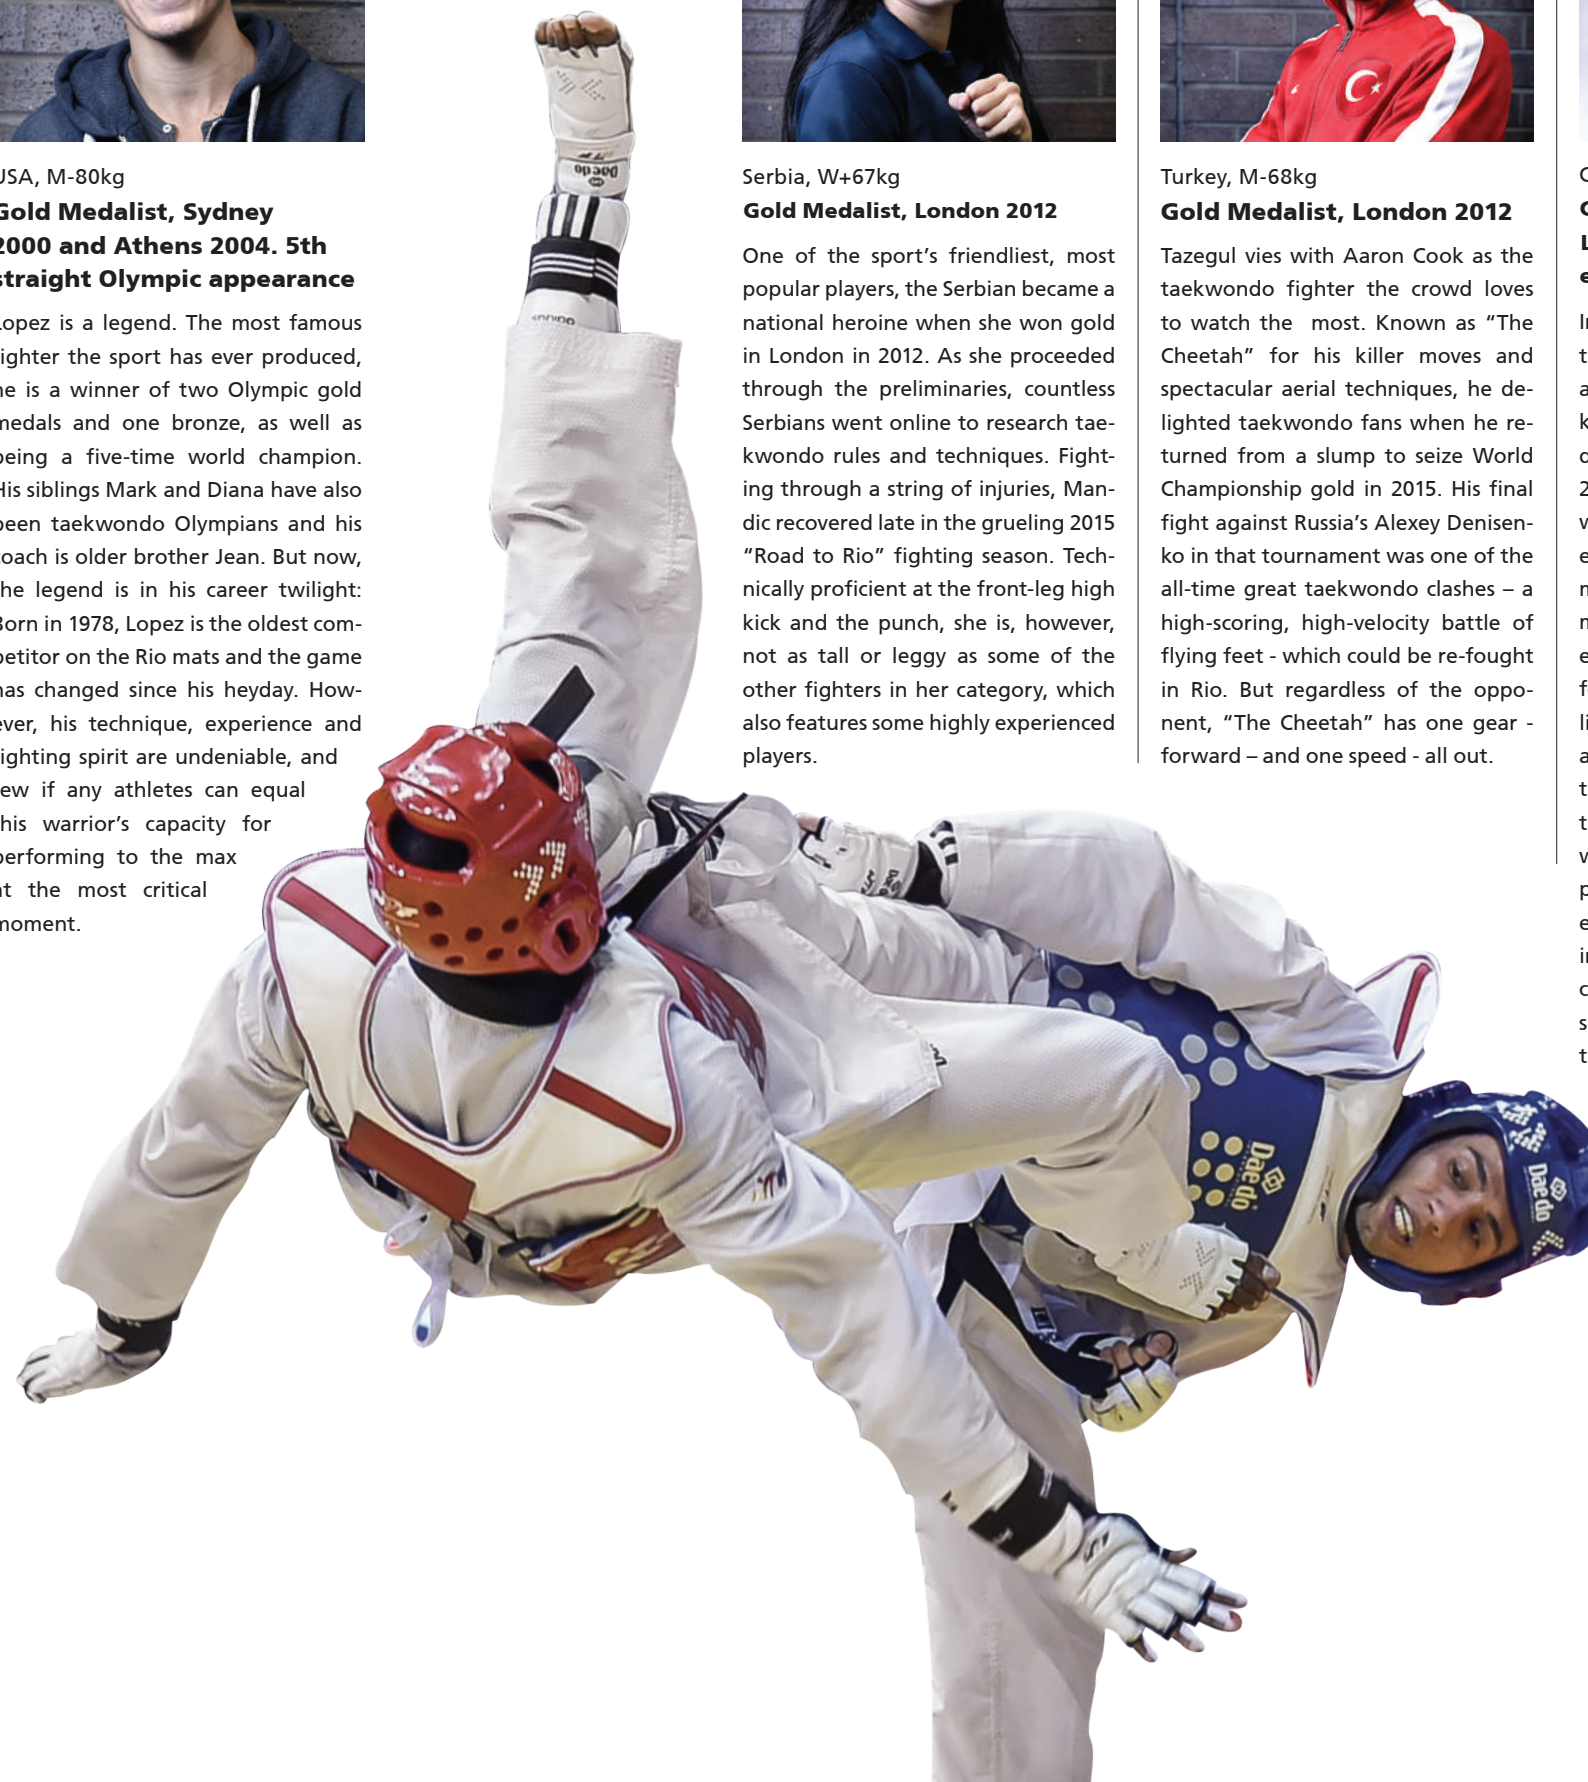 USA, M-80kg
Gold Medalist, Sydney
2000 and Athens 2004. 5th
straight Olympic appearance
Lopez is a legend. The most famous
fighter the sport has ever produced,
he is a winner of two Olympic gold
medals and one bronze, as well as
being a five-time world champion.
His siblings Mark and Diana have also
been taekwondo Olympians and his
coach is older brother Jean. But now,
the legend is in his career twilight:
Born in 1978, Lopez is the oldest com-
petitor on the Rio mats and the game
has changed since his heyday. How-
ever, his technique, experience and
fighting spirit are undeniable, and
few if any athletes can equal
this warrior’s capacity for
performing to the max
at the most critical
moment.
Serbia, W+67kg
Gold Medalist, London 2012
One of the sport’s friendliest, most
popular players, the Serbian became a
national heroine when she won gold
in London in 2012. As she proceeded
through the preliminaries, countless
Serbians went online to research tae-
kwondo rules and techniques. Fight-
ing through a string of injuries, Man-
dic recovered late in the grueling 2015
“Road to Rio” fighting season. Tech-
nically proficient at the front-leg high
kick and the punch, she is, however,
not as tall or leggy as some of the
other fighters in her category, which
also features some highly experienced
players.
Turkey, M-68kg
Gold Medalist, London 2012
Tazegul vies with Aaron Cook as the
taekwondo fighter the crowd loves
to watch the  most. Known as “The
Cheetah” for his killer moves and
spectacular aerial techniques, he de-
lighted taekwondo fans when he re-
turned from a slump to seize World
Championship gold in 2015. His final
fight against Russia’s Alexey Denisen-
ko in that tournament was one of the
all-time great taekwondo clashes – a
high-scoring, high-velocity battle of
flying feet - which could be re-fought
in Rio. But regardless of the oppo-
nent, “The Cheetah” has one gear -
forward – and one speed - all out.
Daedo
Daedo
Daedo